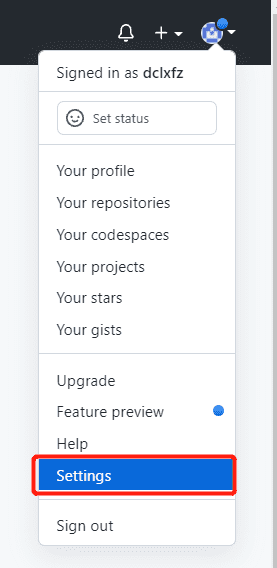 Signed in as dclxfz
Set status
Your profile
Your repositories
Your codespaces
Your projects
Your stars
Your gists
Upgrade
Feature preview
Help
Settings
Sign out